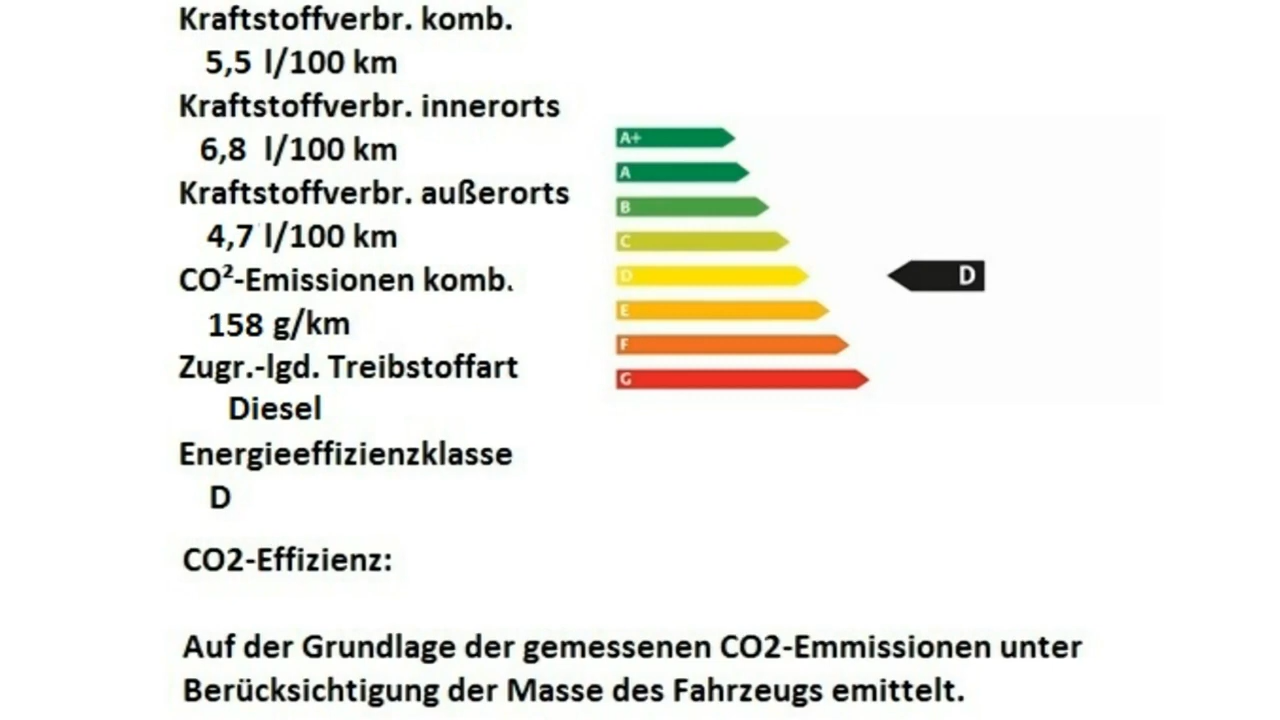 Kraftstoffverbr. komb.
5,5 l/100 km
Kraftstoffverbr. innerorts
6,8 l/100 km
Kraftstoffverbr. außerorts
4,7 l/100 km
CO²-Emissionen komb.
158 g/km
Zugr.-lgd. Treibstoffart
Diesel
Energieeffizienzklasse
D
A+
A
B
C
D
D
E
F
G
CO2-Effizienz:
Auf der Grundlage der gemessenen CO2-Emmissionen unter
Berücksichtigung der Masse des Fahrzeugs emittelt.